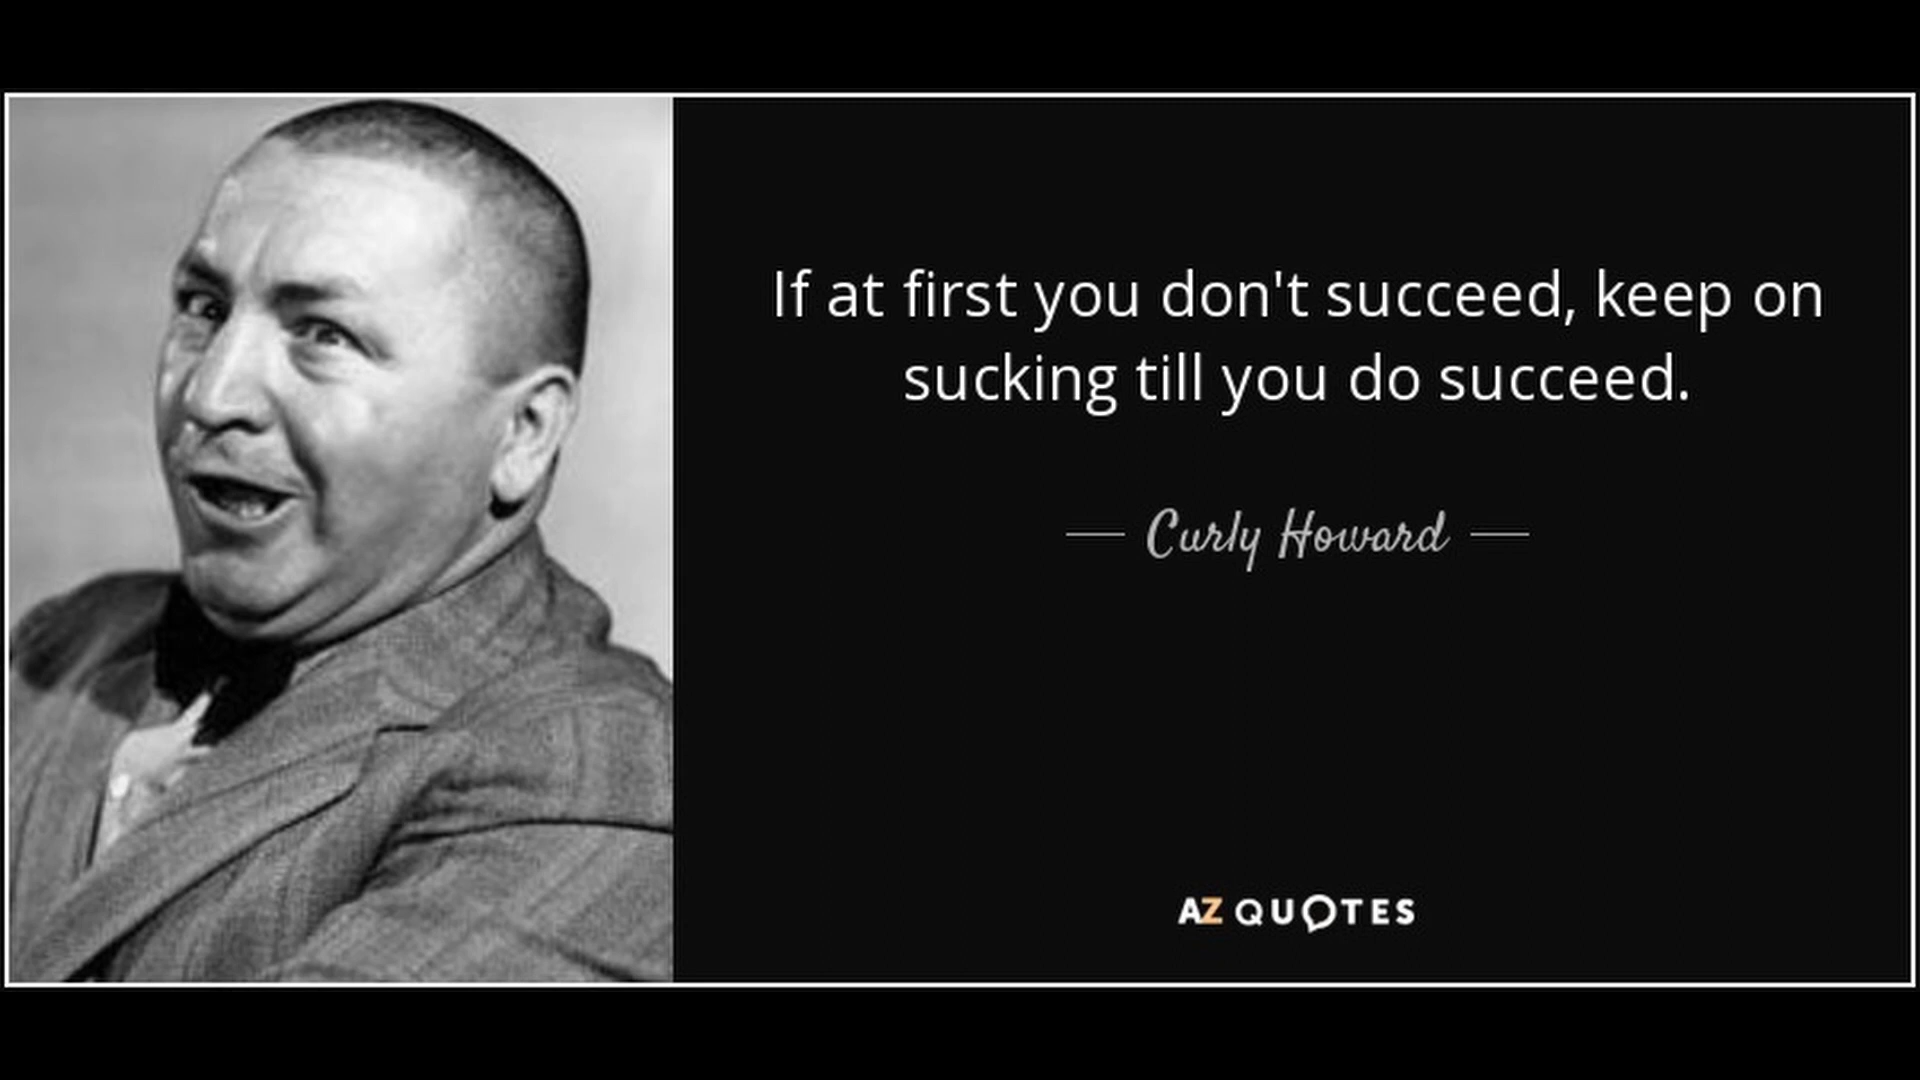 If at first you don't succeed, keep on
sucking till you do succeed.
Curly Howard
AZ QUOTES